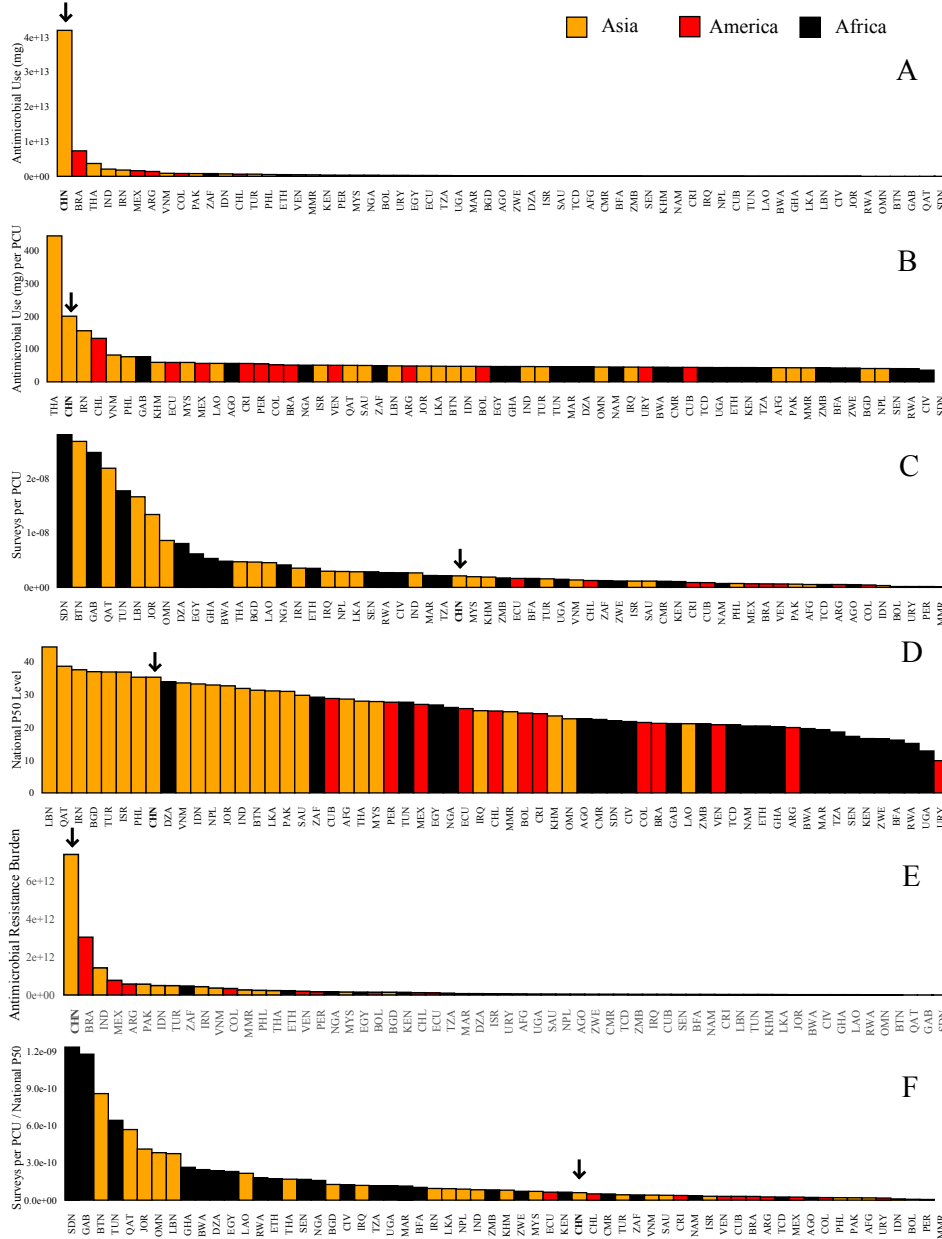 Asia America Africa
A
Antimicrobial Use (mg)
4e+13
3e+13
2e+13
1e+13
0e+00
CHN BRA THA IND IRN MEX ARG VNM COL PAK ZAF IDN CHL TUR PHL ETH VEN MMR KEN PER MYS NGA BOL URY EGY ECU TZA UGA MAR BGD AGO ZWE DZA ISR SAU TCD AFG CMR BFA ZMB SEN KHM NAM CRI IRQ NPL CUB TUN LAO BWA GHA LKA LBN CIV JOR RWA OMN BTN GAB QAT SDN
B
Antimicrobial Use (mg) per PCU
400
300
200
100
0
THA CHN IRN CHL VNM PHL GAB KHM ECU MYS MEX LAO AGO CRI PER COL BRA NGA ISR VEN QAT SAU ZAF LBN ARG JOR LKA BTN IDN BOL EGY GHA IND TUR TUN MAR DZA OMN NAM IRQ URY BWA CMR CUB TCD UGA ETH KEN TZA AFG PAK MMR ZMB BFA ZWE BGD NPL SEN RWA CIV SDN
C
Surveys per PCU
2e-08
1e-08
0e+00
SDN BTN GAB QAT TUN LBN JOR OMN DZA EGY GHA BWA THA BGD LAO NGA IRN ETH IRQ NPL LKA SEN RWA CIV IND MAR TZA CHN MYS KHM ZMB ECU BFA TUR UGA VNM CHL ZAF ZWE ISR SAU CMR KEN CRI CUB NAM PHL MEX BRA VEN PAK AFG TCD ARG AGO COL IDN BOL URY PER MMR
D
National P50 Level
40
30
20
10
0
LBN QAT IRN BGD TUR ISR PHL CHN DZA VNM IDN NPL JOR IND BTN LKA PAK SAU ZAF CUB AFG THA MYS PER TUN MEX EGY NGA ECU IRQ CHL MMR BOL CRI KHM OMN AGO CMR SDN CIV COL BRA GAB LAO ZMB VEN TCD NAM ETH GHA ARG BWA MAR TZA SEN KEN ZWE BFA RWA UGA URY
E
Antimicrobial Resistance Burden
6e+12
4e+12
2e+12
0e+00
CHN BRA IND MEX ARG PAK IDN TUR ZAF IRN VNM COL MMR PHL THA ETH VEN PER NGA MYS EGY BOL BGD KEN CHL ECU TZA MAR DZA ISR URY AFG UGA SAU NPL AGO ZWE CMR TCD ZMB IRQ CUB SEN BFA NAM CRI LBN TUN KHM LKA JOR BWA CIV GHA LAO RWA OMN BTN QAT GAB SDN
F
Surveys per PCU / National P50
1.2e-09
9.0e-10
6.0e-10
3.0e-10
0.0e+00
SDN GAB BTN TUN QAT JOR OMN LBN GHA BWA DZA EGY LAO RWA ETH THA SEN NGA BGD CIV IRQ TZA UGA MAR BFA IRN LKA NPL IND ZMB KHM ZWE MYS ECU KEN CHN CHL CMR TUR ZAF VNM SAU CRI NAM ISR VEN CUB BRA ARG TCD MEX AGO COL PHL PAK AFG URY IDN BOL PER MMR